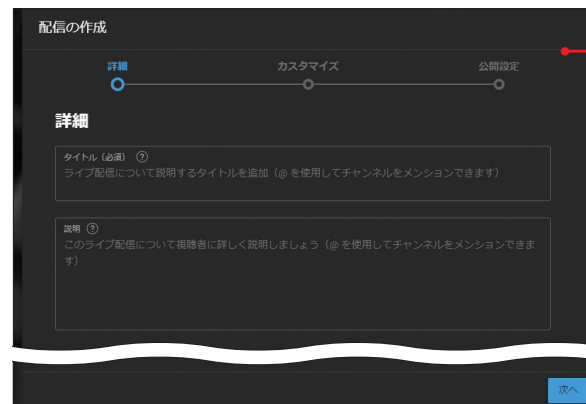 配信の作成
詳細 カスタマイズ 公開設定
詳細
タイトル（必須） ?
ライブ配信について説明するタイトルを追加（@ を使用してチャンネルをメンションできます）
説明 ?
このライブ配信について視聴者に詳しく説明しましょう（@ を使用してチャンネルをメンションできま
す）
次へ